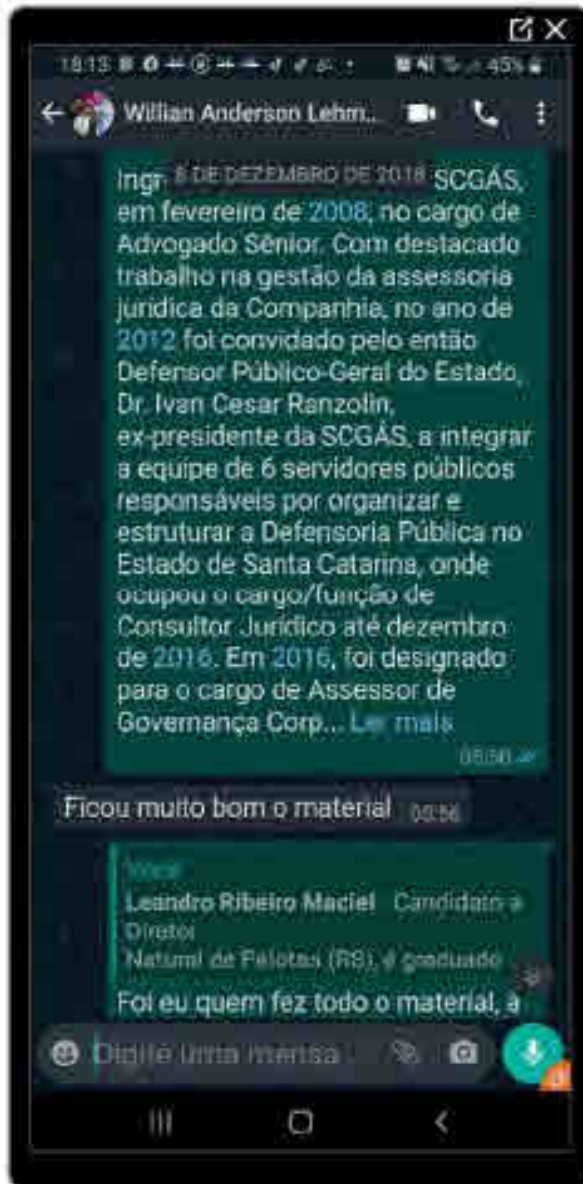 18:13
45%
Willian Anderson Lehm...
8 DE DEZEMBRO DE 2018
Ingr SCGÁS,
em fevereiro de 2008, no cargo de
Advogado Sênior. Com destacado
trabalho na gestão da assessoria
jurídica da Companhia, no ano de
2012 foi convidado pelo então
Defensor Público-Geral do Estado,
Dr. Ivan Cesar Ranzolin,
ex-presidente da SCGÁS, a integrar
a equipe de 6 servidores públicos
responsáveis por organizar e
estruturar a Defensoria Pública no
Estado de Santa Catarina, onde
ocupou o cargo/função de
Consultor Jurídico até dezembro
de 2016. Em 2016, foi designado
para o cargo de Assessor de
Governança Corp... Ler mais
Ficou muito bom o material
Você
Leandro Ribeiro Maciel Candidato a
Diretor
Natural de Pelotas (RS), é graduado
Foi eu quem fez todo o material, a
Digite uma mensa